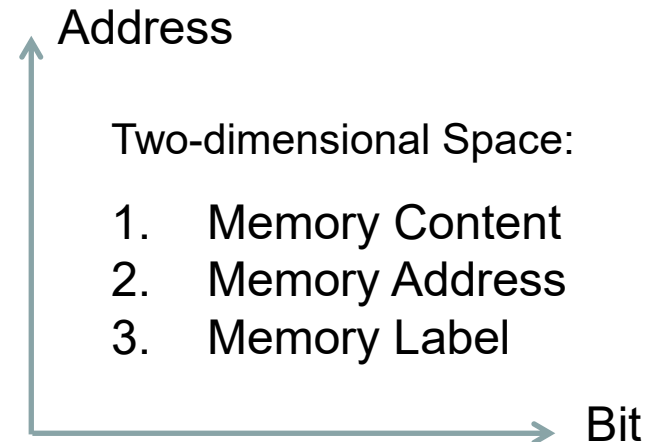 Address
Two-dimensional Space:
1. Memory Content
2. Memory Address
3. Memory Label
Bit